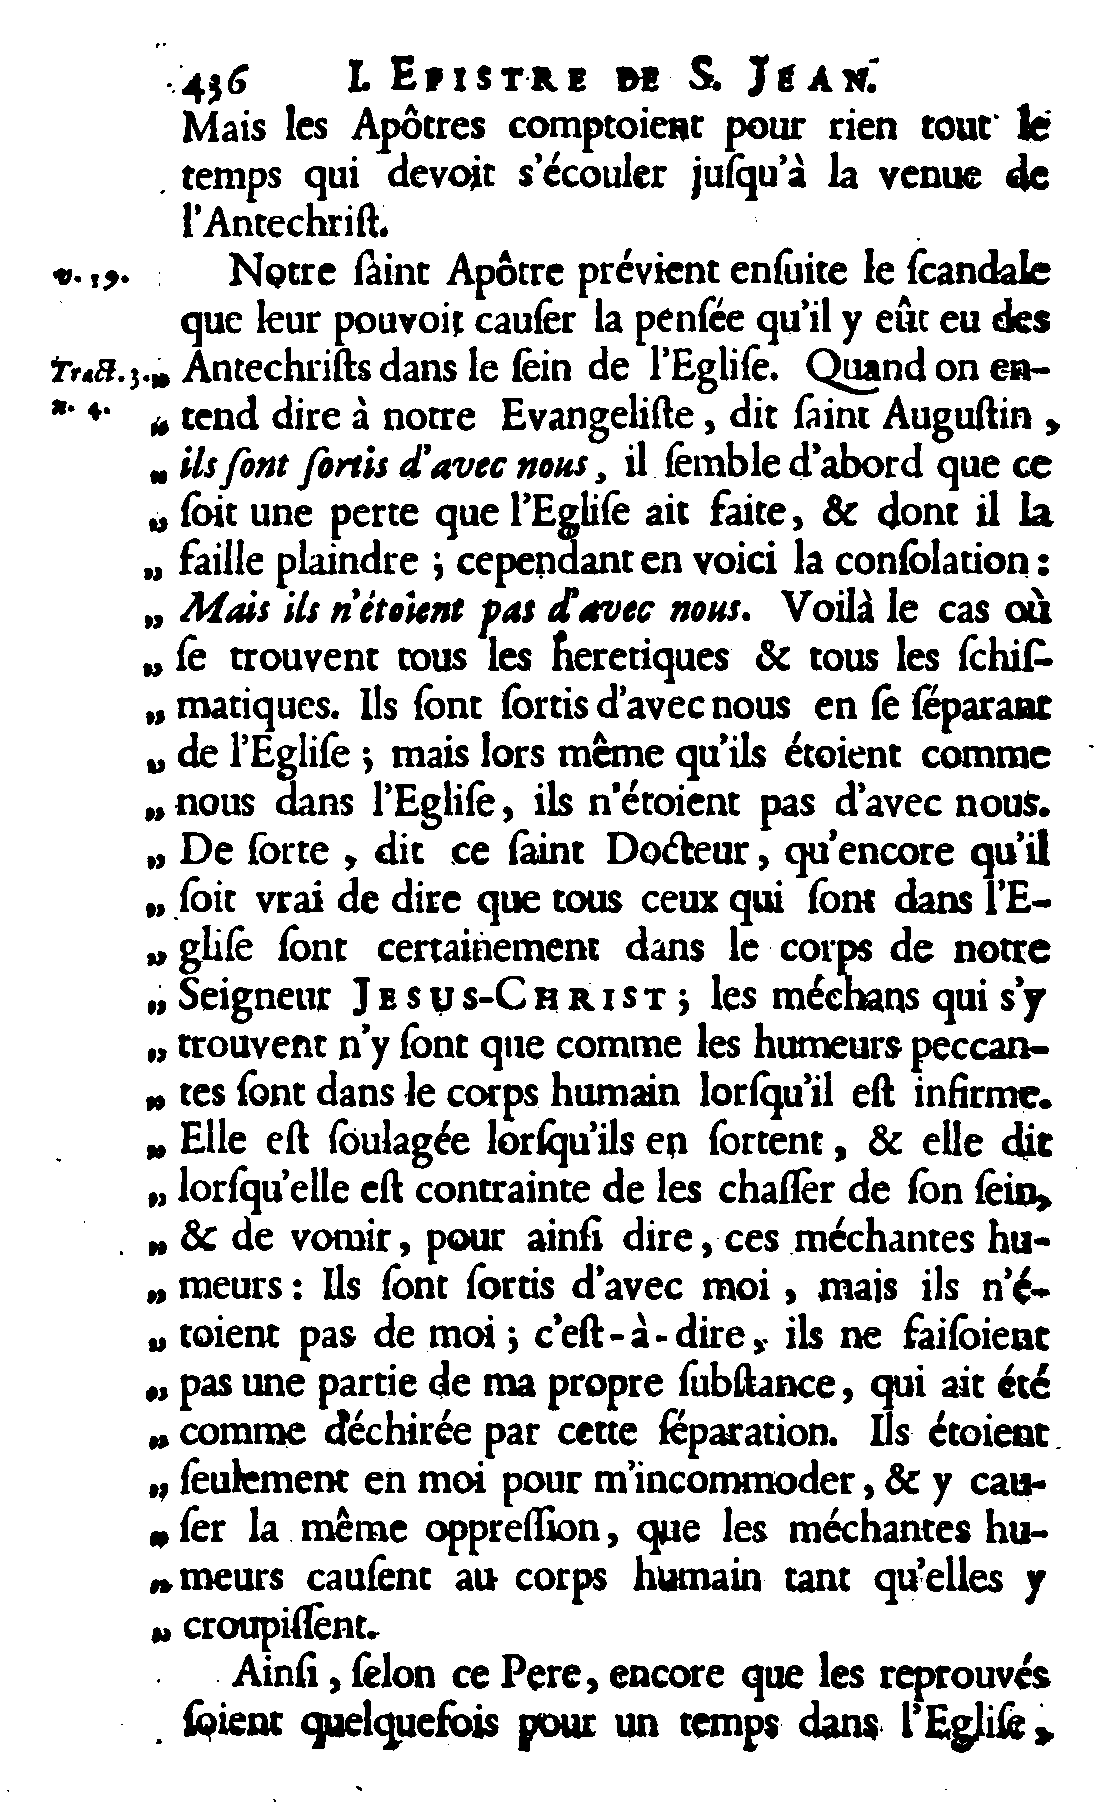 436 I. EPISTRE DE S. JEAN.
Mais les Apôtres comptoient pour rien tout le
temps qui devoit s'écouler juſqu'à la venue de
l'Antechriſt.
v. 19. Notre ſaint Apôtre prévient enſuite le ſcandale
que leur pouvoit cauſer la penſée qu'il y eût eu des
Tract. 3. „ Antechriſts dans le ſein de l'Egliſe. Quand on en-
n. 4. „ tend dire à notre Evangeliſte, dit ſaint Auguſtin,
„ ils ſont ſortis d'avec nous, il ſemble d'abord que ce
„ ſoit une perte que l'Egliſe ait faite, & dont il la
„ faille plaindre ; cependant en voici la conſolation :
„ Mais ils n'étoient pas d'avec nous. Voilà le cas où
„ ſe trouvent tous les heretiques & tous les ſchiſ-
„ matiques. Ils ſont ſortis d'avec nous en ſe ſéparant
„ de l'Egliſe ; mais lors même qu'ils étoient comme
„ nous dans l'Egliſe, ils n'étoient pas d'avec nous.
„ De ſorte, dit ce ſaint Docteur, qu'encore qu'il
„ ſoit vrai de dire que tous ceux qui ſont dans l'E-
„ gliſe ſont certainement dans le corps de notre
„ Seigneur JESUS-CHRIST ; les méchans qui s'y
„ trouvent n'y ſont que comme les humeurs peccan-
„ tes ſont dans le corps humain lorſqu'il eſt infirme.
„ Elle eſt ſoulagée lorſqu'ils en ſortent, & elle dit
„ lorſqu'elle eſt contrainte de les chaſſer de ſon ſein,
„ & de vomir, pour ainſi dire, ces méchantes hu-
„ meurs : Ils ſont ſortis d'avec moi, mais ils n'é-
„ toient pas de moi ; c'eſt-à-dire, ils ne faiſoient
„ pas une partie de ma propre ſubſtance, qui ait été
„ comme déchirée par cette ſéparation. Ils étoient
„ ſeulement en moi pour m'incommoder, & y cau-
„ ſer la même oppreſſion, que les méchantes hu-
„ meurs cauſent au corps humain tant qu'elles y
„ croupiſſent.
Ainſi, ſelon ce Pere, encore que les reprouvés
ſoient quelquefois pour un temps dans l'Egliſe,